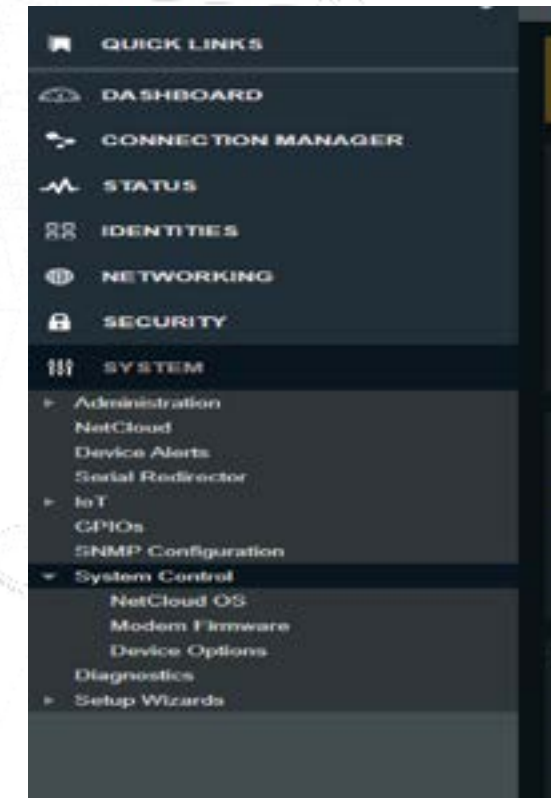 QUICK LINKS
DASHBOARD
CONNECTION MANAGER
STATUS
IDENTITIES
NETWORKING
SECURITY
SYSTEM
Administration
NetCloud
Device Alerts
Serial Redirector
IoT
GPIOs
SNMP Configuration
System Control
NetCloud OS
Modem Firmware
Device Options
Diagnostics
Setup Wizards